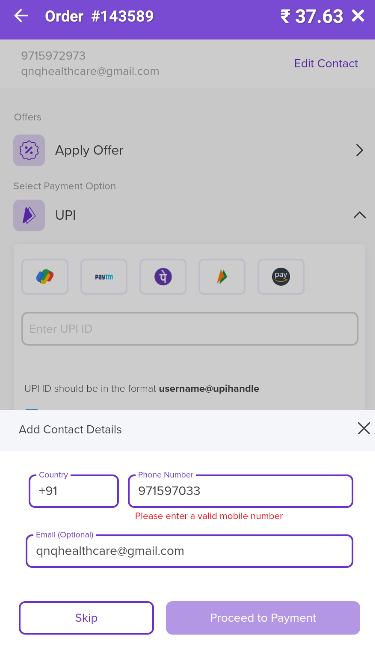 Order #143589
₹ 37.63
9715972973
qnqhealthcare@gmail.com
Edit Contact
Offers
Apply Offer
Select Payment Option
UPI
paytm
pay
Enter UPI ID
UPI ID should be in the format username@upihandle
Add Contact Details
Country
+91
Phone Number
971597033
Please enter a valid mobile number
Email (Optional)
qnqhealthcare@gmail.com
Skip
Proceed to Payment